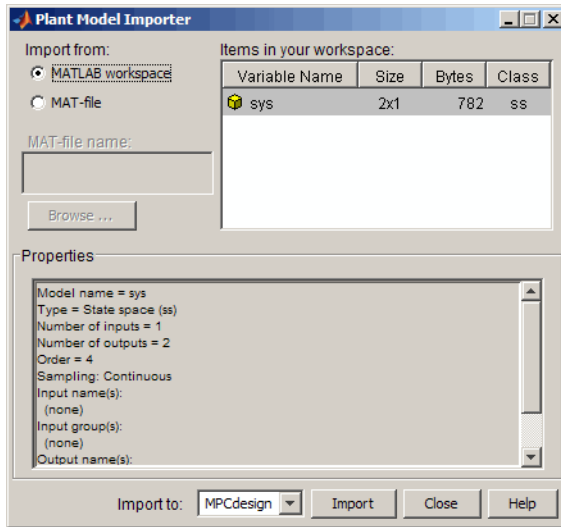 Plant Model Importer
Import from:
MATLAB workspace
MAT-file
MAT-file name:
Browse ...
Items in your workspace:
Variable Name Size Bytes Class
sys 2x1 782 ss
Properties
Model name = sys
Type = State space (ss)
Number of inputs = 1
Number of outputs = 2
Order = 4
Sampling: Continuous
Input name(s):
(none)
Input group(s):
(none)
Output name(s):
Import to: MPCdesign Import Close Help